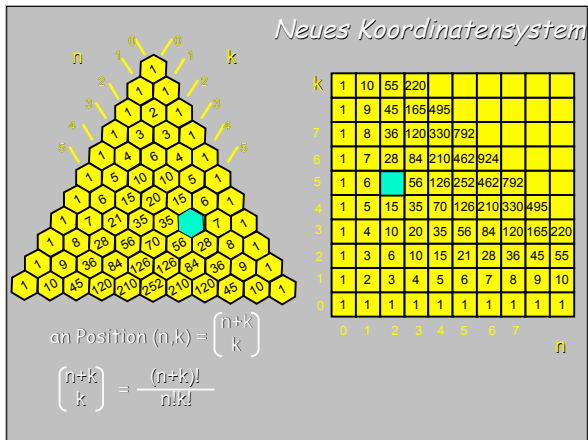 Neues Koordinatensystem
n k
0 0
1 1
2 2
3 3
4 4
5 5
1
1 1
1 2 1
1 3 3 1
1 4 6 4 1
1 5 10 10 5 1
1 6 15 20 15 6 1
1 7 21 35 35 7 1
1 8 28 56 70 56 28 8 1
1 9 36 84 126 126 84 36 9 1
1 10 45 120 210 252 210 120 45 10 1
k 1 10 55 220
1 9 45 165 495
7 1 8 36 120 330 792
6 1 7 28 84 210 462 924
5 1 6 56 126 252 462 792
4 1 5 15 35 70 126 210 330 495
3 1 4 10 20 35 56 84 120 165 220
2 1 3 6 10 15 21 28 36 45 55
1 1 2 3 4 5 6 7 8 9 10
0 1 1 1 1 1 1 1 1 1 1
0 1 2 3 4 5 6 7
n
an Position (n,k) = (n+k
k)
(n+k
k) = (n+k)!
n!k!